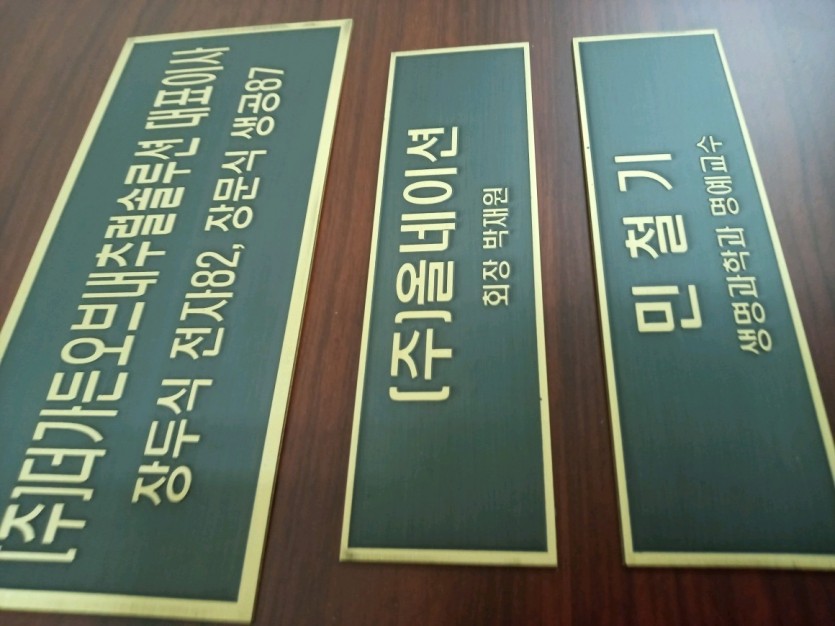 (주)더가든오브내추럴솔루션 대표이사
장두식 전자82, 장문식 생공87
(주)올네이션
회장 박재원
민 철 기
생명과학과 명예교수